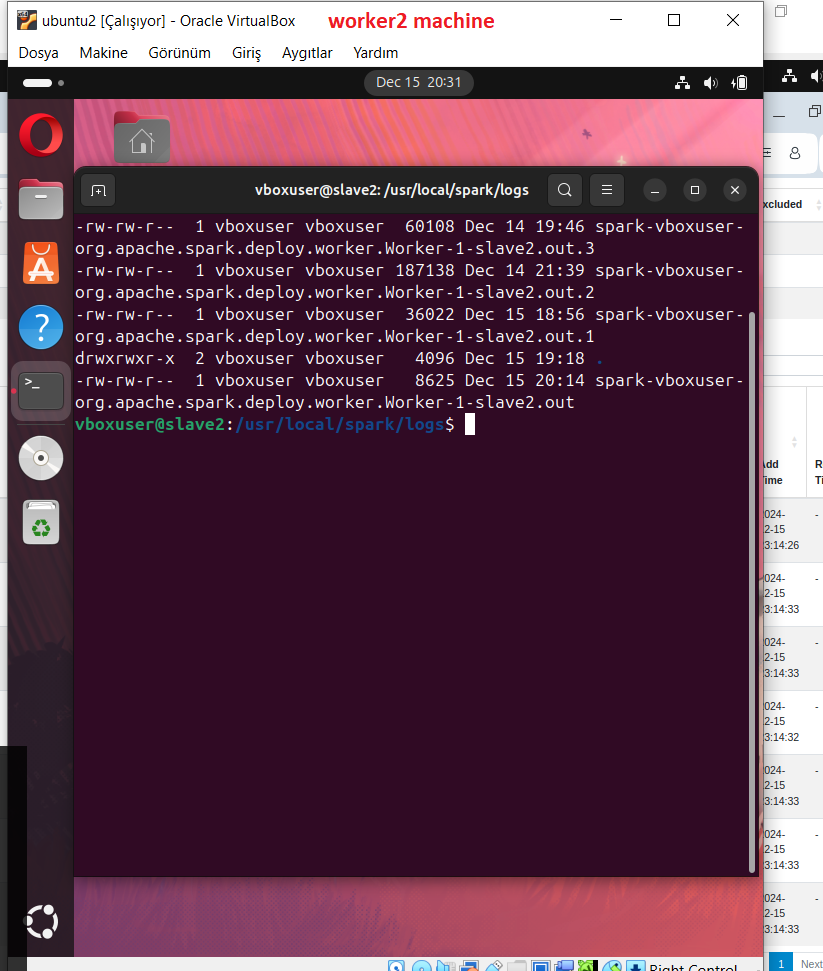 ubuntu2 [Çalışıyor] - Oracle VirtualBox
worker2 machine
Dosya Makine Görünüm Giriş Aygıtlar Yardım
Dec 15 20:31
vboxuser@slave2: /usr/local/spark/logs
-rw-rw-r-- 1 vboxuser vboxuser 60108 Dec 14 19:46 spark-vboxuser-
org.apache.spark.deploy.worker.Worker-1-slave2.out.3
-rw-rw-r-- 1 vboxuser vboxuser 187138 Dec 14 21:39 spark-vboxuser-
org.apache.spark.deploy.worker.Worker-1-slave2.out.2
-rw-rw-r-- 1 vboxuser vboxuser 36022 Dec 15 18:56 spark-vboxuser-
org.apache.spark.deploy.worker.Worker-1-slave2.out.1
drwxrwxr-x 2 vboxuser vboxuser 4096 Dec 15 19:18 .
-rw-rw-r-- 1 vboxuser vboxuser 8625 Dec 15 20:14 spark-vboxuser-
org.apache.spark.deploy.worker.Worker-1-slave2.out
vboxuser@slave2:/usr/local/spark/logs$
xcluded
dd
ime
024-
2-15
3:14:26
-
024-
2-15
3:14:33
-
024-
2-15
3:14:33
-
024-
2-15
3:14:32
-
024-
2-15
3:14:33
-
024-
2-15
3:14:33
-
024-
2-15
3:14:33
-
1 Next
Right Control